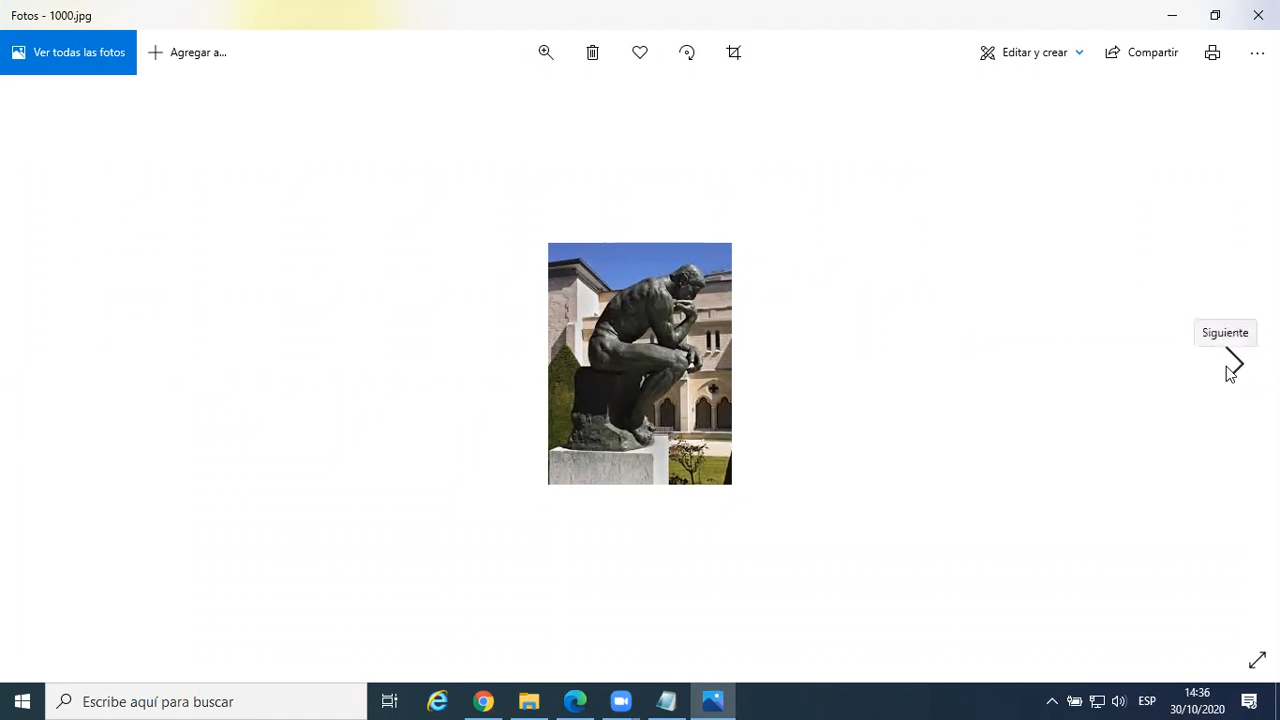 Fotos - 1000.jpg
Ver todas las fotos
Agregar a...
Editar y crear
Compartir
Siguiente
Escribe aquí para buscar
ESP
14:36
30/10/2020